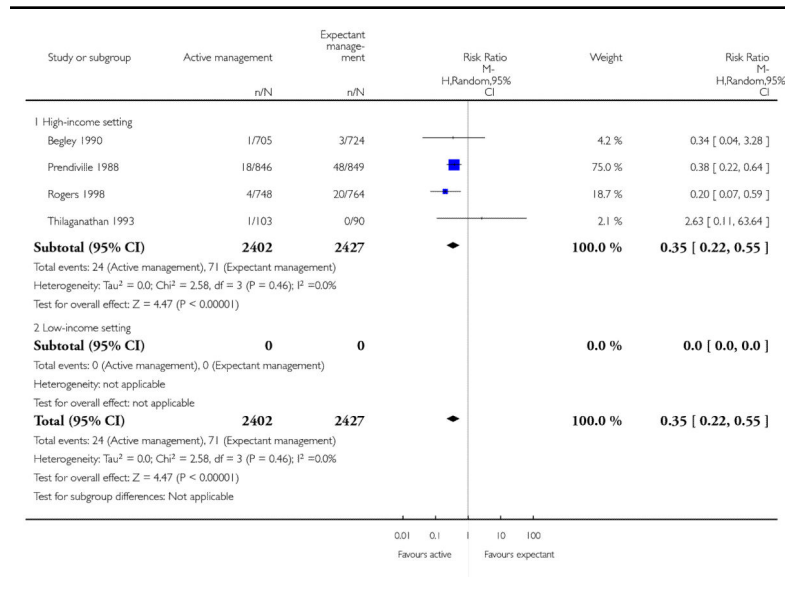 Study or subgroup Active management Expectant management Risk Ratio Weight Risk Ratio
n/N n/N M-H,Random,95% CI M-H,Random,95% CI
1 High-income setting
Begley 1990 1/705 3/724 4.2 % 0.34 [ 0.04, 3.28 ]
Prendiville 1988 18/846 48/849 75.0 % 0.38 [ 0.22, 0.64 ]
Rogers 1998 4/748 20/764 18.7 % 0.20 [ 0.07, 0.59 ]
Thilaganathan 1993 1/103 0/90 2.1 % 2.63 [ 0.11, 63.64 ]
Subtotal (95% CI) 2402 2427 100.0 % 0.35 [ 0.22, 0.55 ]
Total events: 24 (Active management), 71 (Expectant management)
Heterogeneity: Tau² = 0.0; Chi² = 2.58, df = 3 (P = 0.46); I² =0.0%
Test for overall effect: Z = 4.47 (P < 0.00001)
2 Low-income setting
Subtotal (95% CI) 0 0 0.0 % 0.0 [ 0.0, 0.0 ]
Total events: 0 (Active management), 0 (Expectant management)
Heterogeneity: not applicable
Test for overall effect: not applicable
Total (95% CI) 2402 2427 100.0 % 0.35 [ 0.22, 0.55 ]
Total events: 24 (Active management), 71 (Expectant management)
Heterogeneity: Tau² = 0.0; Chi² = 2.58, df = 3 (P = 0.46); I² =0.0%
Test for overall effect: Z = 4.47 (P < 0.00001)
Test for subgroup differences: Not applicable
0.01 0.1 1 10 100
Favours active Favours expectant